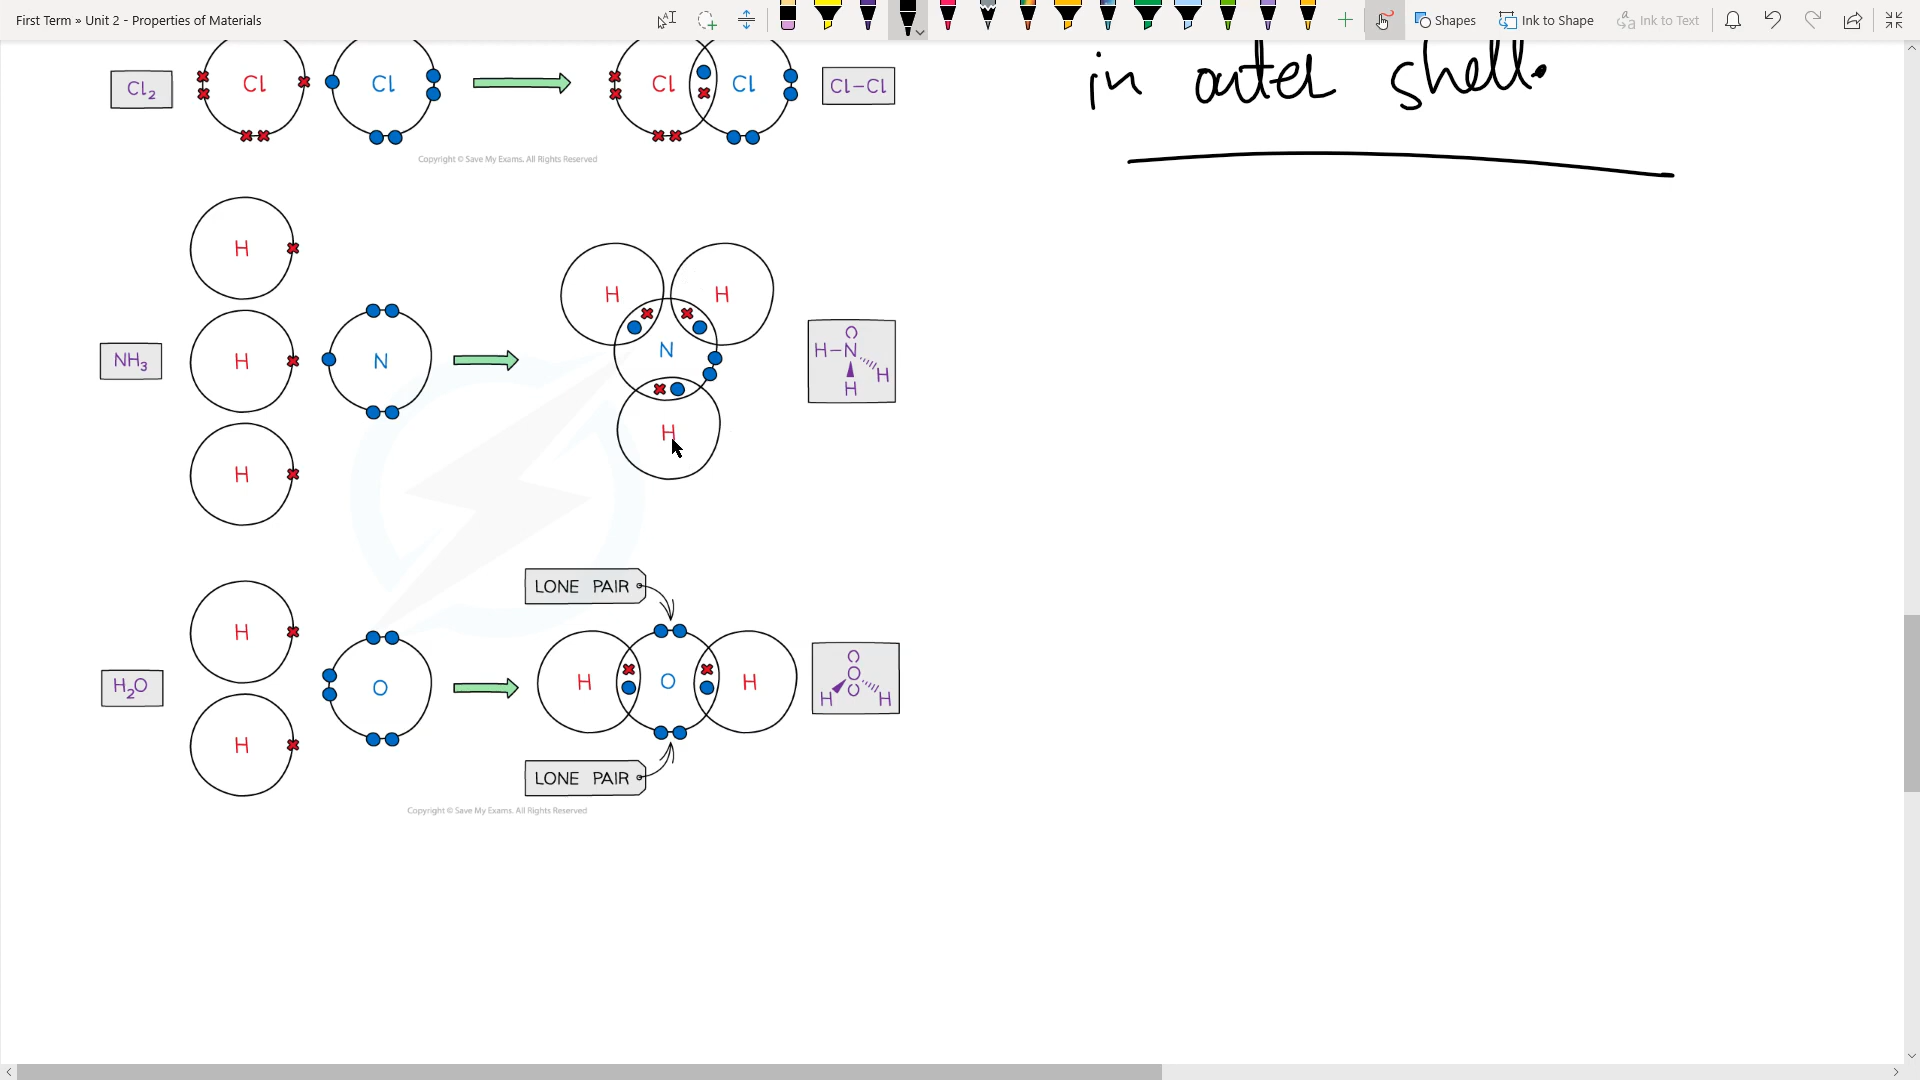 First Term » Unit 2 - Properties of Materials
Shapes
Ink to Shape
Ink to Text
in outer shell.
Cl₂
Cl
Cl
Cl
Cl
Cl–Cl
Copyright © Save My Exams. All Rights Reserved
H
H
H
NH₃
H
N
N
H–N
H
H
H
H
LONE PAIR
H
H₂O
O
H
O
H
O
H
H
H
LONE PAIR
Copyright © Save My Exams. All Rights Reserved